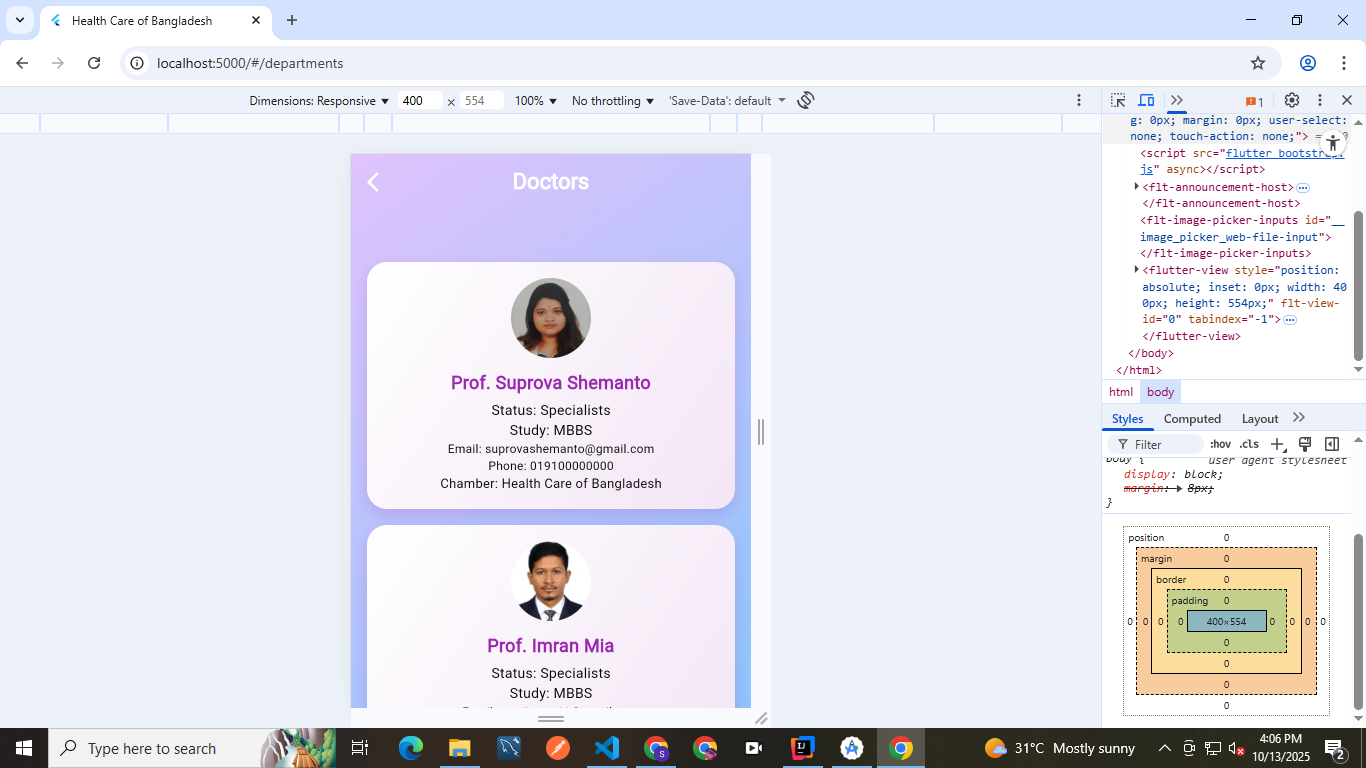 Health Care of Bangladesh
localhost:5000/#/departments
Dimensions: Responsive 400 × 554 100% No throttling 'Save-Data': default
1
Doctors
Prof. Suprova Shemanto
Status: Specialists
Study: MBBS
Email: suprovashemanto@gmail.com
Phone: 019100000000
Chamber: Health Care of Bangladesh
Prof. Imran Mia
Status: Specialists
Study: MBBS
g: 0px; margin: 0px; user-select:
none; touch-action: none;">
<script src="flutter_bootstrap.
js" async></script>
<flt-announcement-host>
</flt-announcement-host>
<flt-image-picker-inputs id="__
image_picker_web-file-input">
</flt-image-picker-inputs>
<flutter-view style="position:
absolute; inset: 0px; width: 40
0px; height: 554px;" flt-view-
id="0" tabindex="-1">
</flutter-view>
</body>
</html>
html body
Styles Computed Layout
Filter :hov .cls
body { user agent stylesheet
display: block;
margin: 8px;
}
position 0
margin 0
border 0
padding 0
0 0 0 0 400×554 0 0 0 0
0
0
0
0
Type here to search
31°C Mostly sunny
4:06 PM
10/13/2025
2